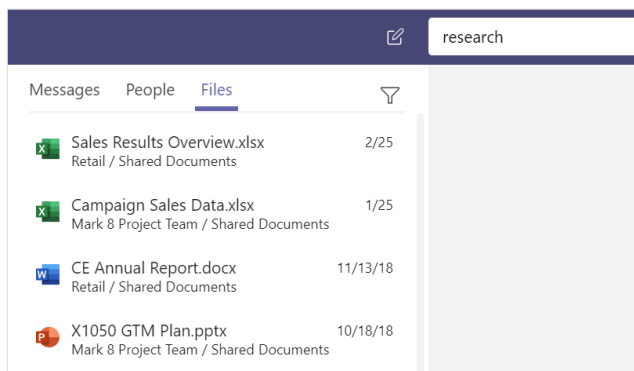 research
Messages People Files
Sales Results Overview.xlsx 2/25
Retail / Shared Documents
Campaign Sales Data.xlsx 1/25
Mark 8 Project Team / Shared Documents
CE Annual Report.docx 11/13/18
Retail / Shared Documents
X1050 GTM Plan.pptx 10/18/18
Mark 8 Project Team / Shared Documents